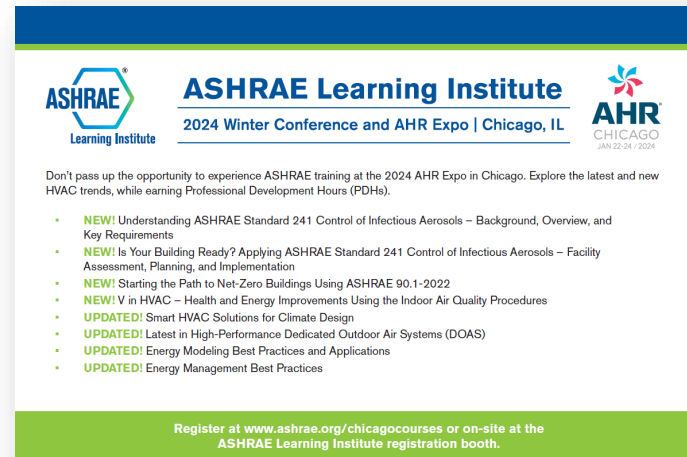 ASHRAE®
Learning Institute
ASHRAE Learning Institute
2024 Winter Conference and AHR Expo | Chicago, IL
AHR
CHICAGO
JAN 22-24 / 2024
Don't pass up the opportunity to experience ASHRAE training at the 2024 AHR Expo in Chicago. Explore the latest and new
HVAC trends, while earning Professional Development Hours (PDHs).
▪ NEW! Understanding ASHRAE Standard 241 Control of Infectious Aerosols – Background, Overview, and
Key Requirements
▪ NEW! Is Your Building Ready? Applying ASHRAE Standard 241 Control of Infectious Aerosols – Facility
Assessment, Planning, and Implementation
▪ NEW! Starting the Path to Net-Zero Buildings Using ASHRAE 90.1-2022
▪ NEW! V in HVAC – Health and Energy Improvements Using the Indoor Air Quality Procedures
▪ UPDATED! Smart HVAC Solutions for Climate Design
▪ UPDATED! Latest in High-Performance Dedicated Outdoor Air Systems (DOAS)
▪ UPDATED! Energy Modeling Best Practices and Applications
▪ UPDATED! Energy Management Best Practices
Register at www.ashrae.org/chicagocourses or on-site at the
ASHRAE Learning Institute registration booth.